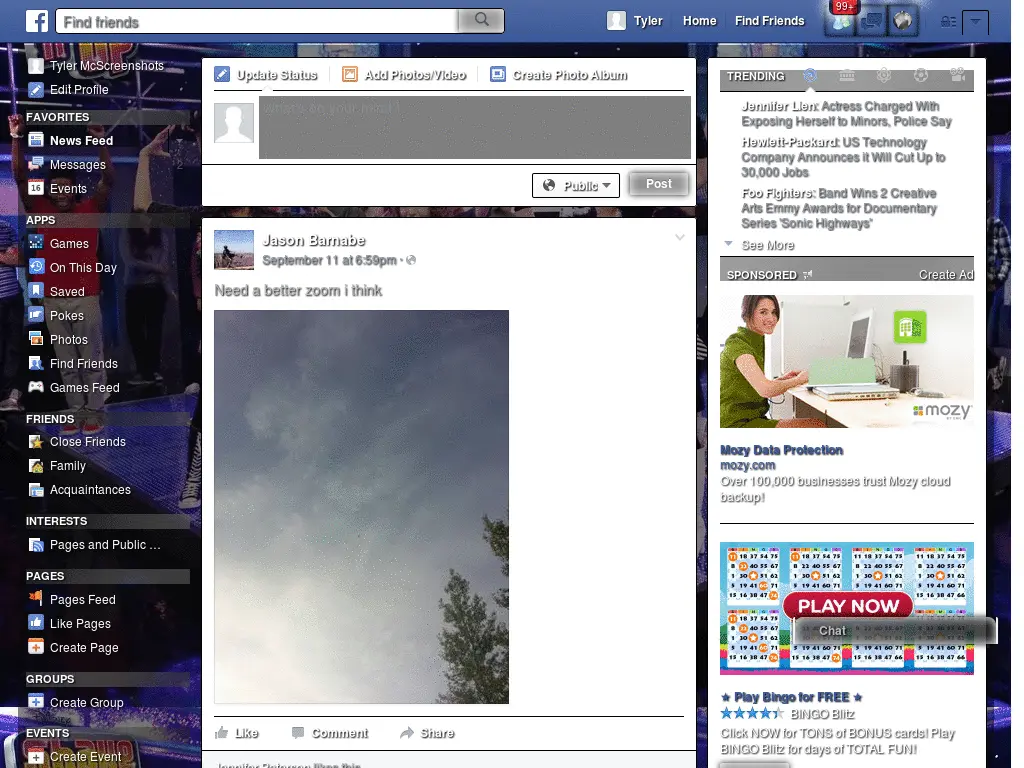 Find friends
Tyler
Home
Find Friends
99+
Tyler McScreenshots
Edit Profile
FAVORITES
News Feed
Messages
2
16
Events
APPS
Games
On This Day
Saved
Pokes
Photos
Find Friends
Games Feed
FRIENDS
Close Friends
Family
Acquaintances
INTERESTS
Pages and Public ...
PAGES
Pages Feed
Like Pages
Create Page
GROUPS
Create Group
EVENTS
Create Event
Update Status
Add Photos/Video
Create Photo Album
What's on your mind?
Public
Post
Jason Barnabe
September 11 at 6:59pm ·
Need a better zoom i think
Like
Comment
Share
likes this.
TRENDING
Jennifer Lien: Actress Charged With
Exposing Herself to Minors, Police Say
Hewlett-Packard: US Technology
Company Announces it Will Cut Up to
30,000 Jobs
Foo Fighters: Band Wins 2 Creative
Arts Emmy Awards for Documentary
Series 'Sonic Highways'
See More
SPONSORED
Create Ad
mozy
Mozy Data Protection
mozy.com
Over 100,000 businesses trust Mozy cloud
backup!
PLAY NOW
Chat
★ Play Bingo for FREE ★
BINGO Blitz
Click NOW for TONS of BONUS cards! Play
BINGO Blitz for days of TOTAL FUN!